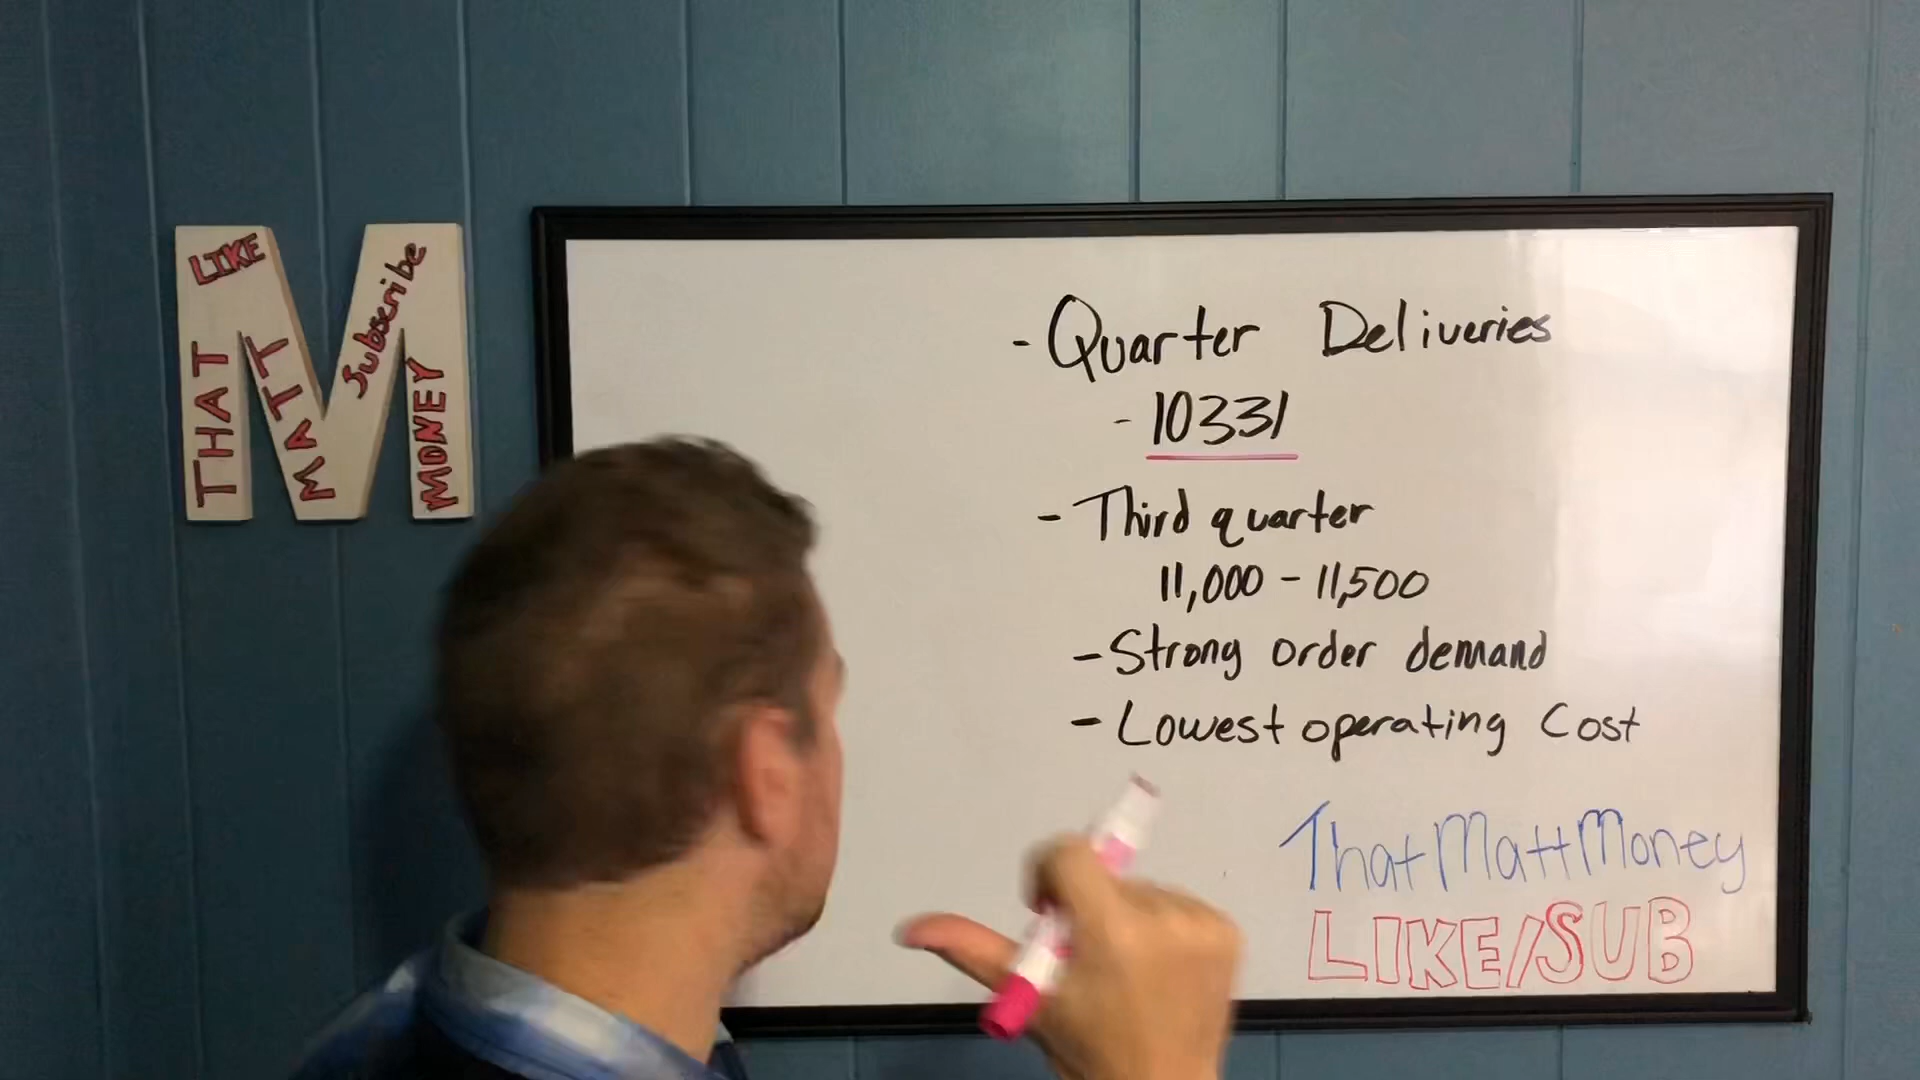 LIKE
THAT
MATT
Subscribe
MONEY
- Quarter Deliveries
- 10331
- Third quarter
11,000 - 11,500
- Strong order demand
- Lowest operating Cost
ThatMattMoney
LIKE/SUB